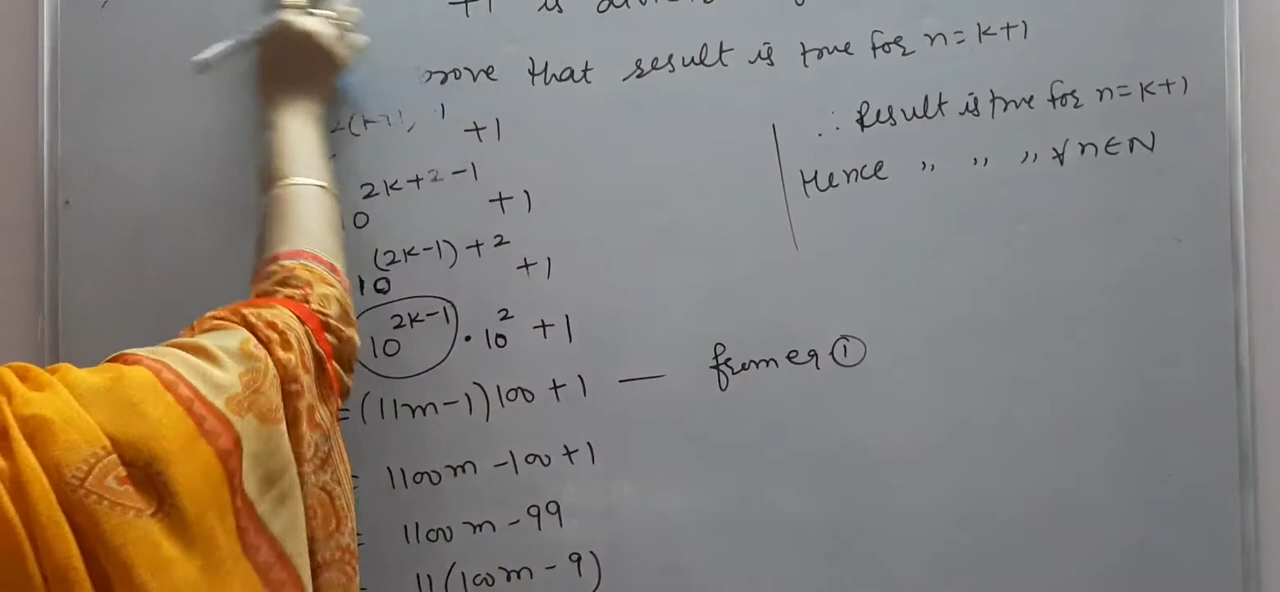 +1 is
prove that result is true for n=k+1
2(k+1)-1 +1
10^{2k+2-1} +1
10^{(2k-1)+2} +1
10^{2k-1} · 10^2 +1
=(11m-1)100+1 — from eq ①
= 1100m-100+1
= 1100m-99
= 11(100m-9)
∴ Result is true for n=k+1
Hence ,, ,, ,, ∀ n∈N